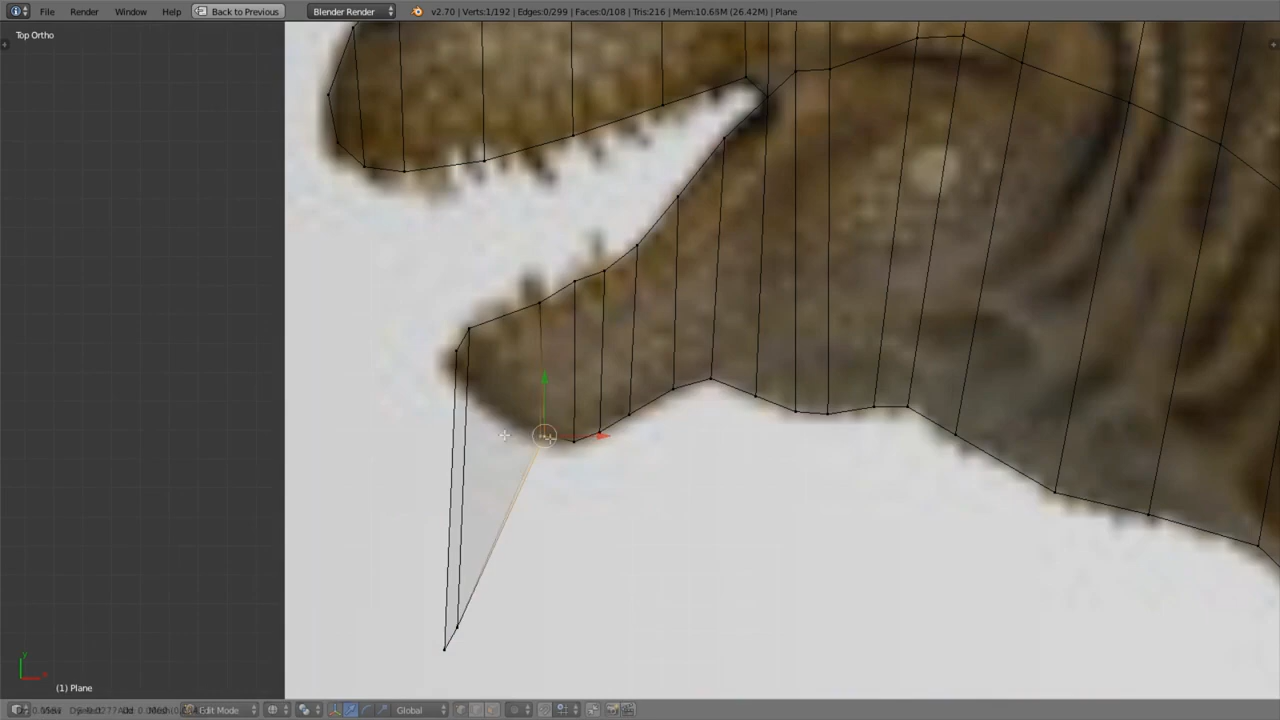 File Render Window Help Back to Previous Blender Render v2.70 | Verts:1/192 | Edges:0/299 | Faces:0/108 | Tris:216 | Mem:10.65M (26.42M) | Plane
Top Ortho
y
x
(1) Plane
Edit Mode Global